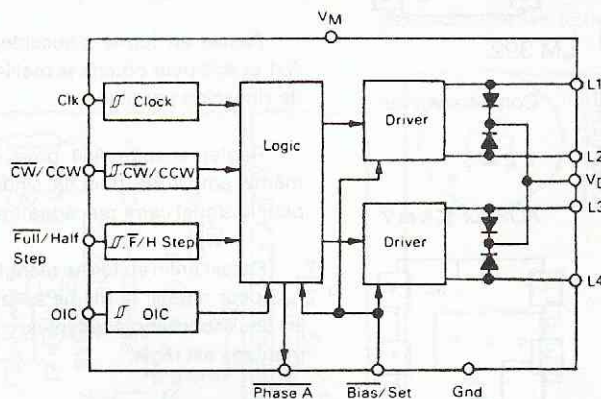 VM
Clk
Clock
L1
Driver
Logic
CW/CCW
CW/CCW
L2
VD
L3
Full/Half
Step
F/H Step
Driver
OIC
OIC
L4
Phase A
Bias/Set
Gnd